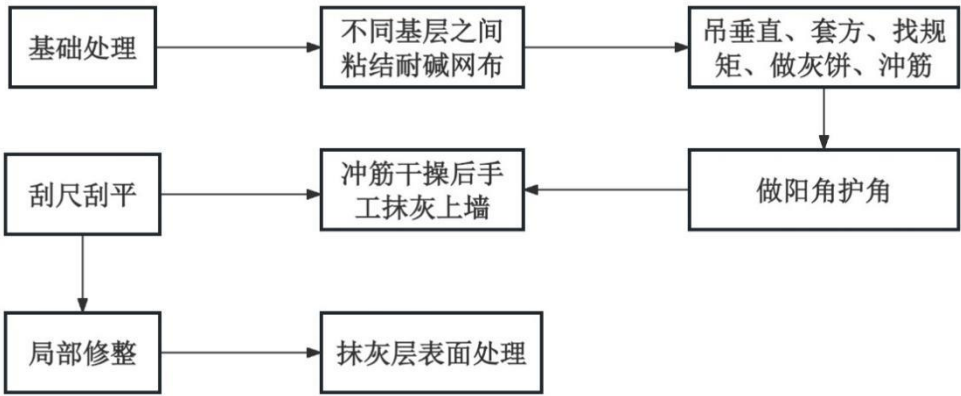 基础处理
不同基层之间
粘结耐碱网布
吊垂直、套方、找规
矩、做灰饼、冲筋
刮尺刮平
冲筋干操后手
工抹灰上墙
做阳角护角
局部修整
抹灰层表面处理